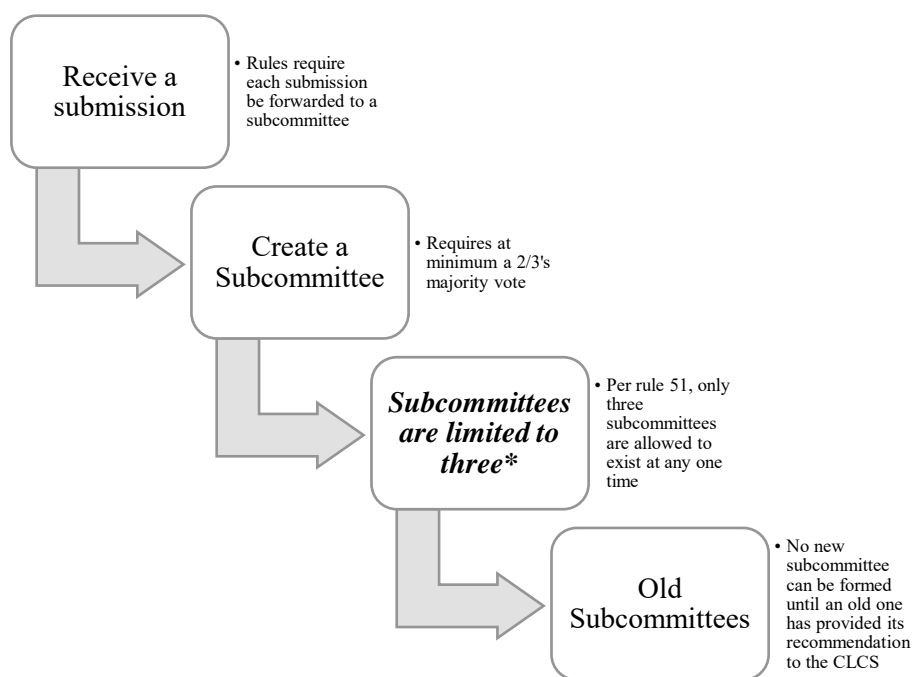 Receive a
submission
• Rules require
each submission
be forwarded to a
subcommittee
Create a
Subcommittee
• Requires at
minimum a 2/3's
majority vote
Subcommittees
are limited to
three*
• Per rule 51, only
three
subcommittees
are allowed to
exist at any one
time
Old
Subcommittees
• No new
subcommittee
can be formed
until an old one
has provided its
recommendation
to the CLCS